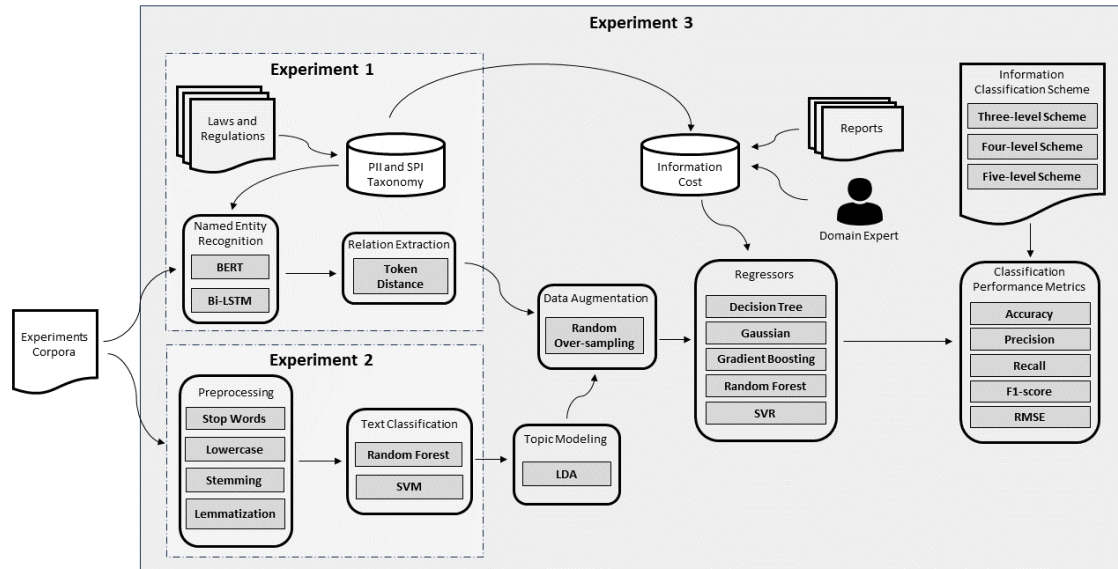 Experiment 3
Experiment 1
Laws and
Regulations
PII and SPI
Taxonomy
Named Entity
Recognition
BERT
Bi-LSTM
Relation Extraction
Token
Distance
Experiments
Corpora
Experiment 2
Preprocessing
Stop Words
Lowercase
Stemming
Lemmatization
Text Classification
Random Forest
SVM
Topic Modeling
LDA
Data Augmentation
Random
Over-sampling
Information
Cost
Reports
Domain Expert
Regressors
Decision Tree
Gaussian
Gradient Boosting
Random Forest
SVR
Information
Classification Scheme
Three-level Scheme
Four-level Scheme
Five-level Scheme
Classification
Performance Metrics
Accuracy
Precision
Recall
F1-score
RMSE